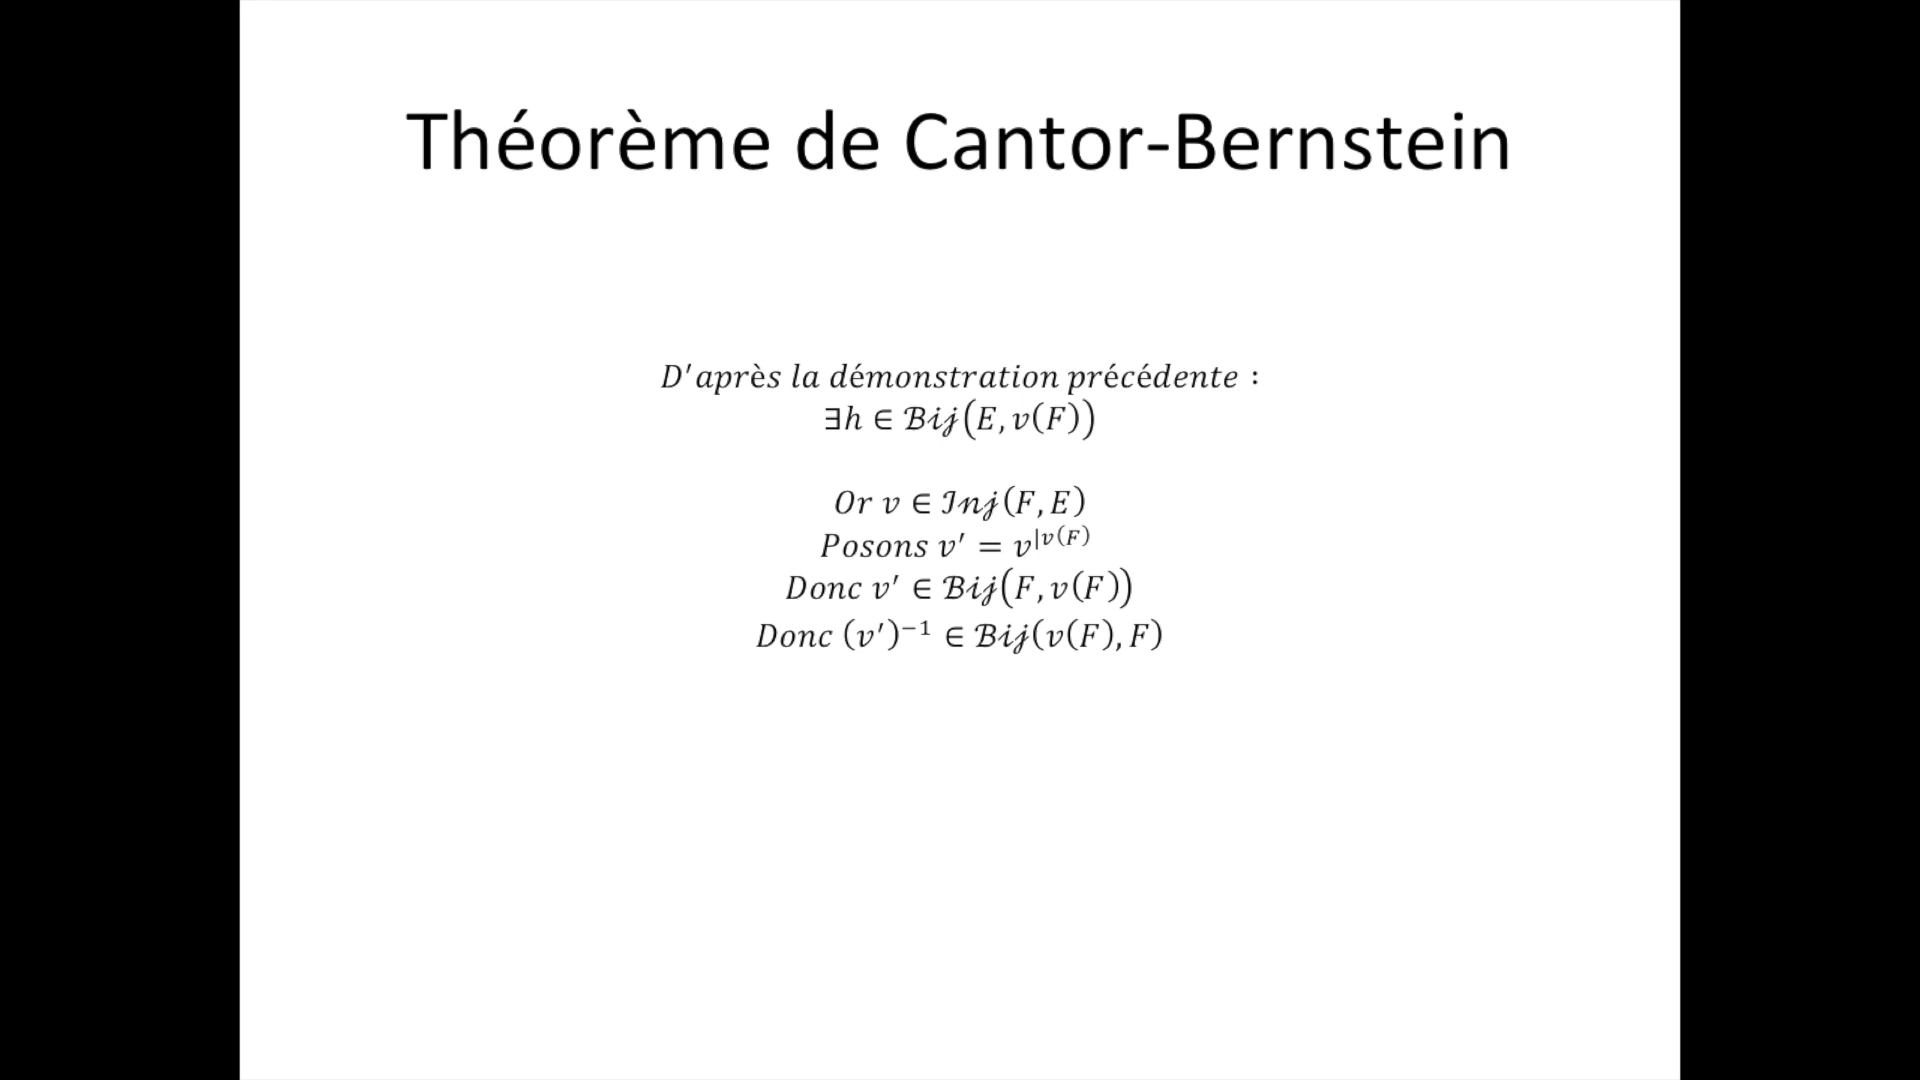 Théorème de Cantor-Bernstein
D'après la démonstration précédente :
∃h ∈ ℬ𝒾𝒿(E, v(F))
Or v ∈ ℐ𝓃𝒿(F, E)
Posons v′ = v^{|v(F)}
Donc v′ ∈ ℬ𝒾𝒿(F, v(F))
Donc (v′)⁻¹ ∈ ℬ𝒾𝒿(v(F), F)